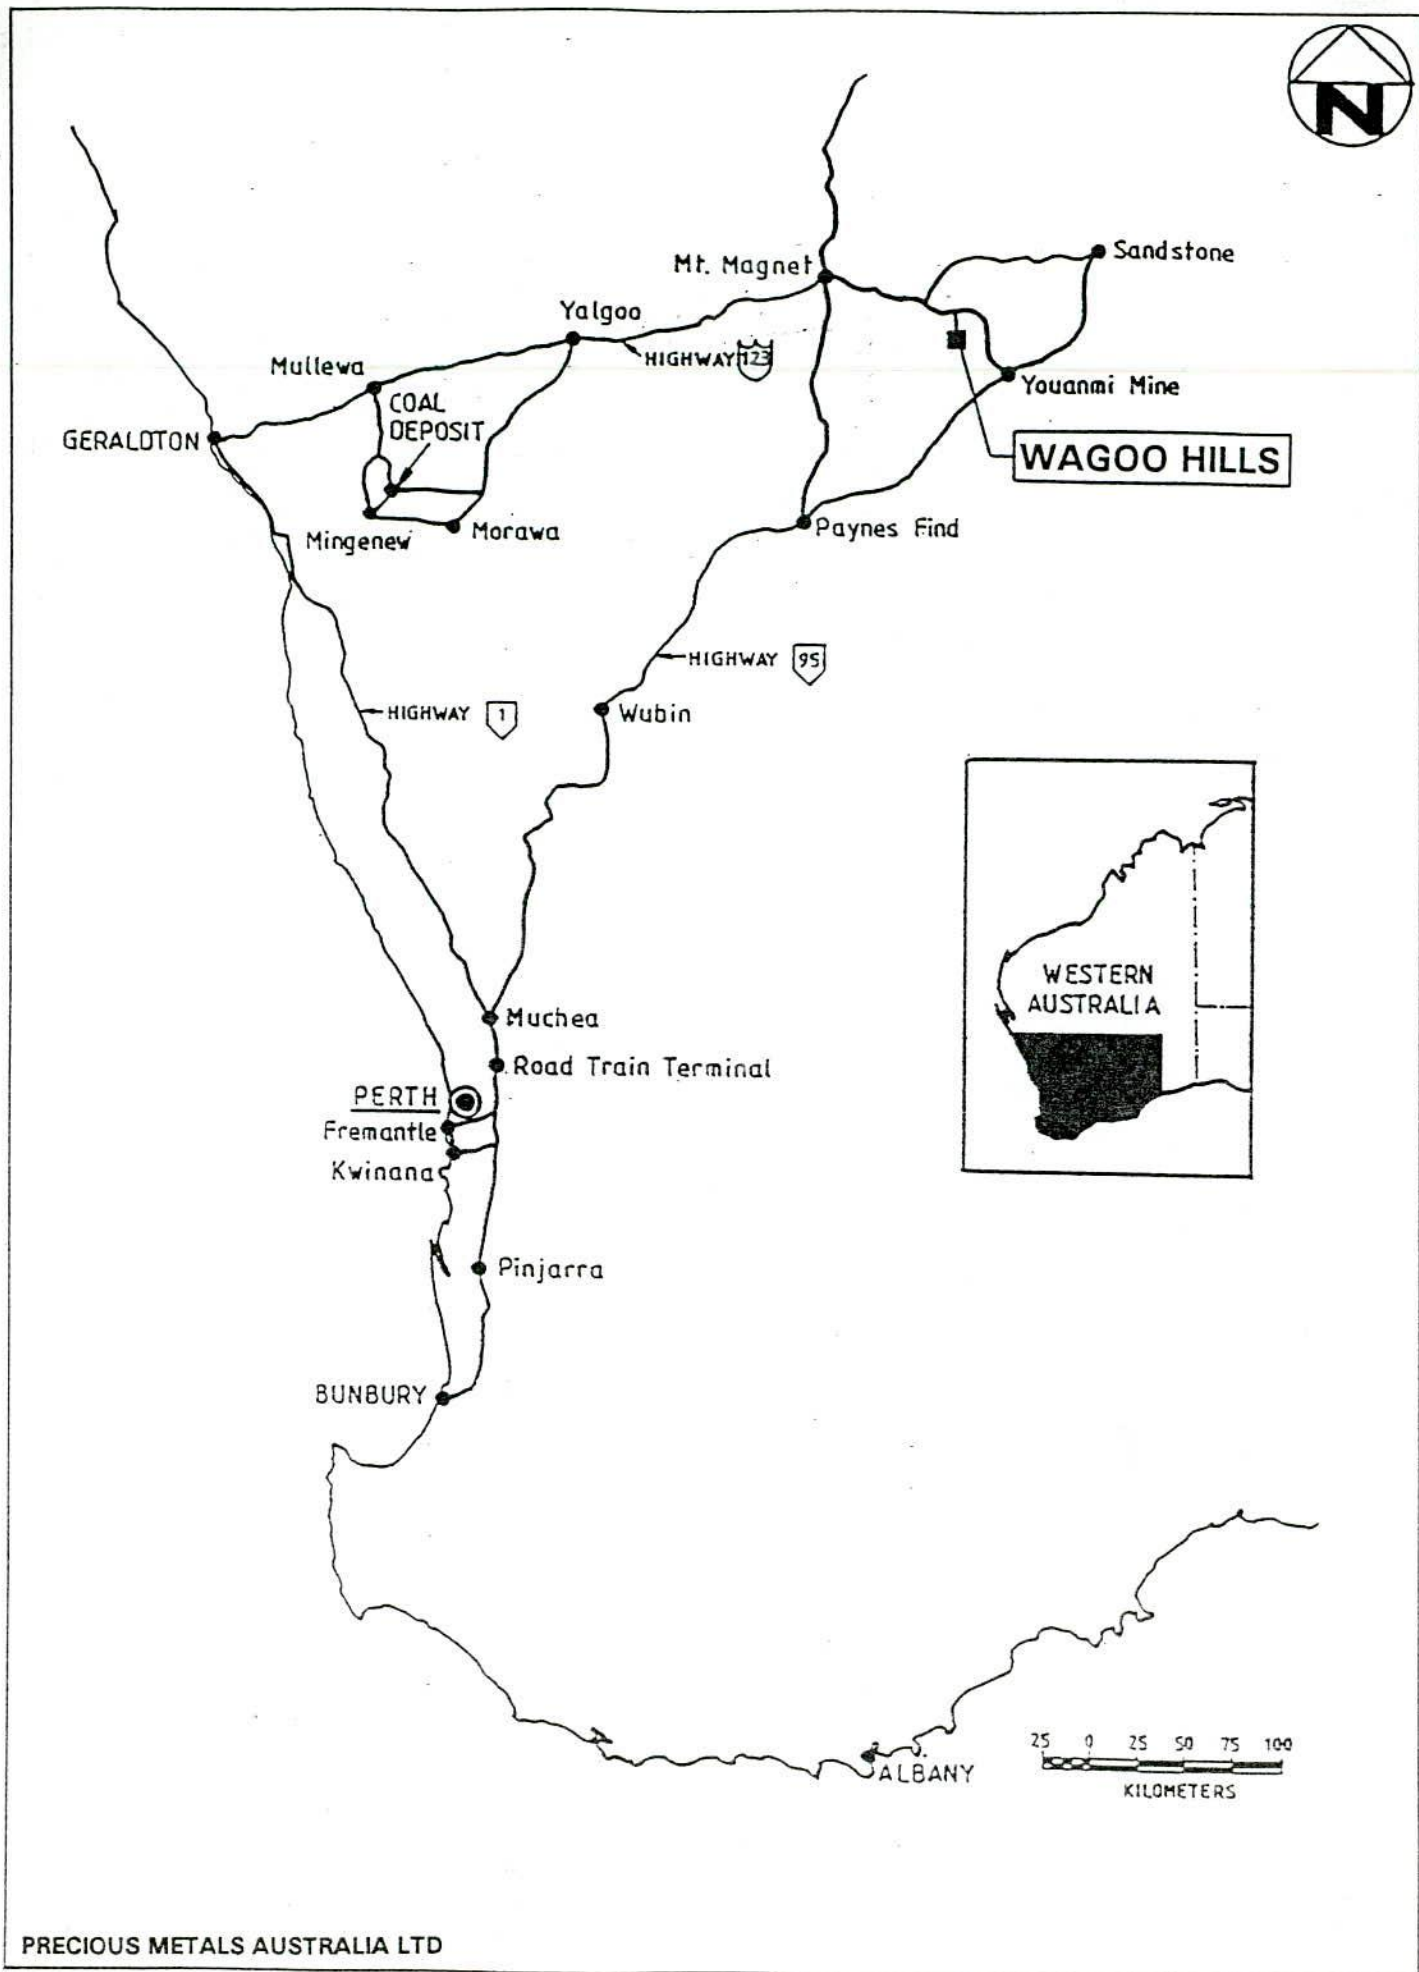 N
Sandstone
Mt. Magnet
Yalgoo
HIGHWAY 123
Mullewa
Youanmi Mine
COAL
DEPOSIT
GERALDTON
WAGOO HILLS
Mingenew
Morawa
Paynes Find
HIGHWAY 95
HIGHWAY 1
Wubin
WESTERN
AUSTRALIA
Muchea
Road Train Terminal
PERTH
Fremantle
Kwinana
Pinjarra
BUNBURY
25 0 25 50 75 100
KILOMETERS
ALBANY
PRECIOUS METALS AUSTRALIA LTD